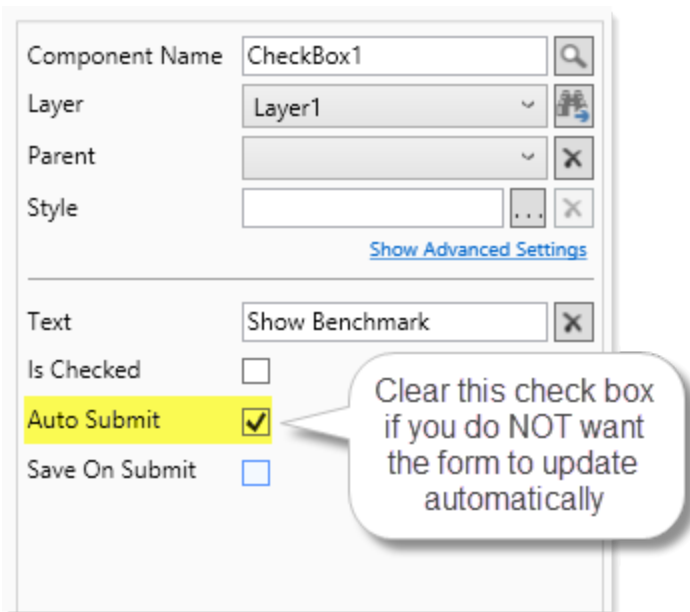 Component Name CheckBox1
Layer Layer1
Parent
Style ...
Show Advanced Settings
Text Show Benchmark
Is Checked
Auto Submit
Save On Submit
Clear this check box
if you do NOT want
the form to update
automatically